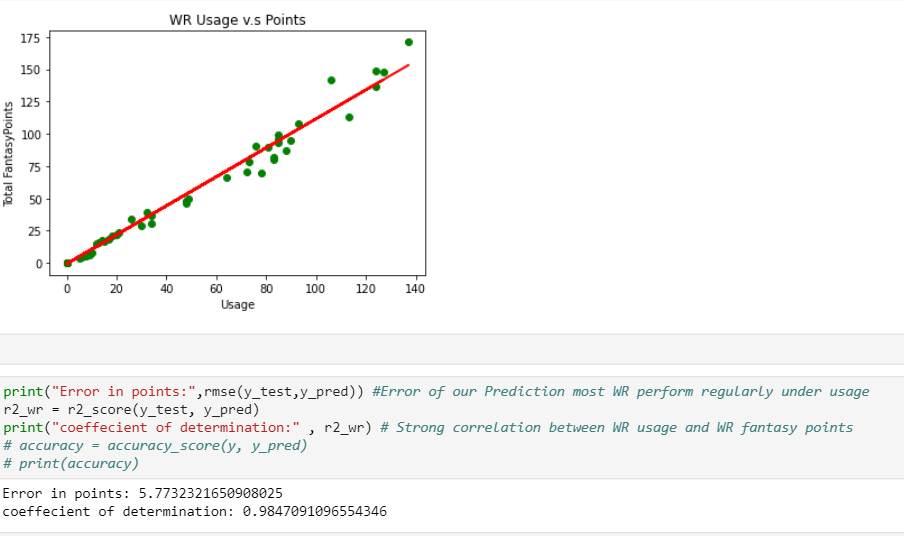 WR Usage v.s Points
175
150
125
100
75
50
25
0
Total FantasyPoints
0 20 40 60 80 100 120 140
Usage
print("Error in points:",rmse(y_test,y_pred)) #Error of our Prediction most WR perform regularly under usage
r2_wr = r2_score(y_test, y_pred)
print("coeffecient of determination:" , r2_wr) # Strong correlation between WR usage and WR fantasy points
# accuracy = accuracy_score(y, y_pred)
# print(accuracy)
Error in points: 5.7732321650908025
coeffecient of determination: 0.9847091096554346